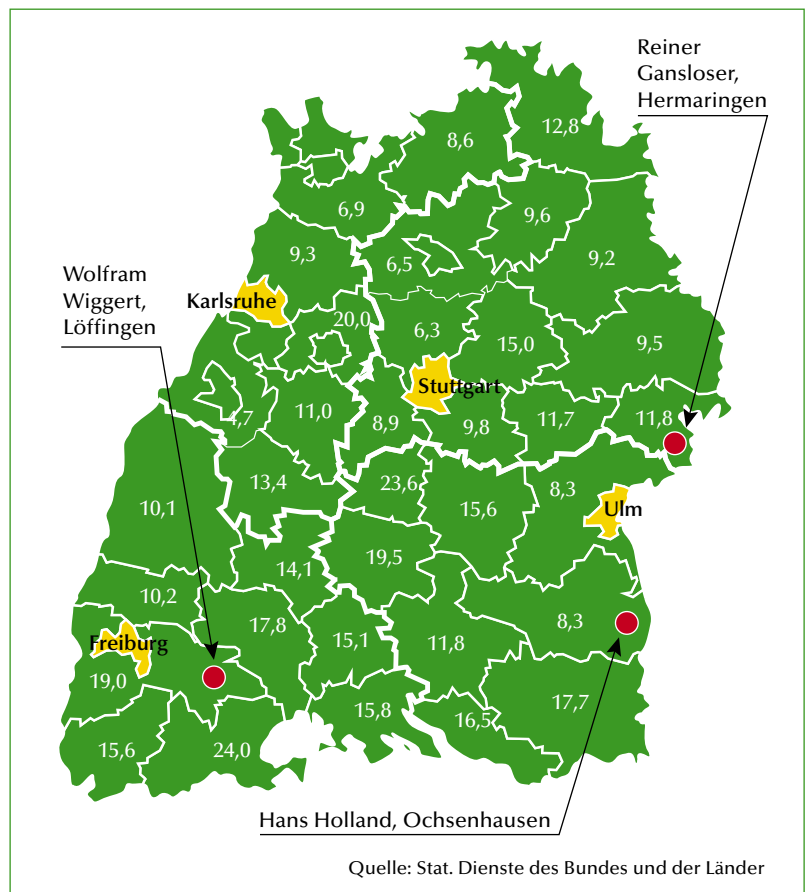 Reiner
Gansloser,
Hermaringen
12,8
8,6
6,9
9,6
9,3
6,5
9,2
Wolfram
Wiggert,
Löffingen
Karlsruhe
20,0
6,3
15,0
9,5
Stuttgart
4,7
11,0
8,9
9,8
11,7
11,8
13,4
23,6
8,3
10,1
15,6
Ulm
19,5
14,1
10,2
17,8
8,3
Freiburg
15,1
11,8
19,0
17,7
15,8
16,5
15,6
24,0
Hans Holland, Ochsenhausen
Quelle: Stat. Dienste des Bundes und der Länder